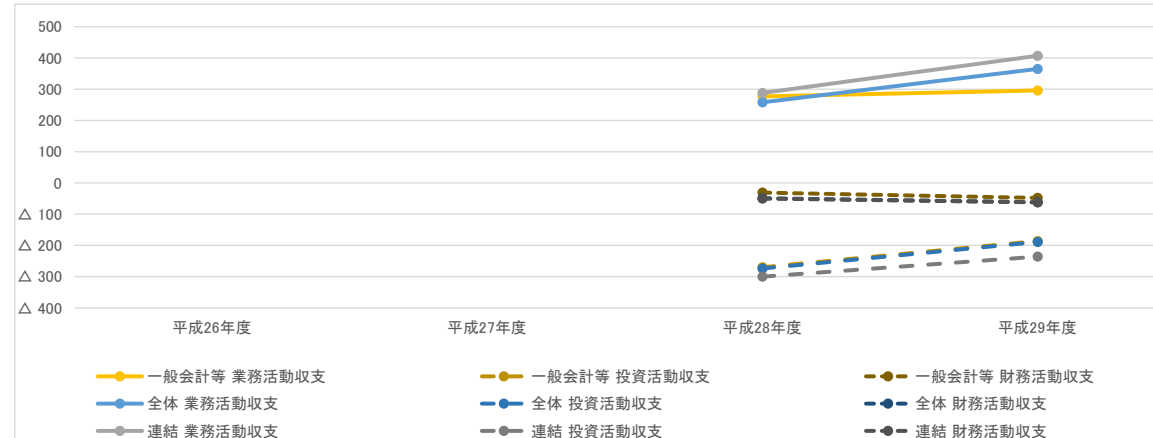 500
400
300
200
100
0
△ 100
△ 200
△ 300
△ 400
平成26年度 平成27年度 平成28年度 平成29年度
一般会計等 業務活動収支 一般会計等 投資活動収支 一般会計等 財務活動収支
全体 業務活動収支 全体 投資活動収支 全体 財務活動収支
連結 業務活動収支 連結 投資活動収支 連結 財務活動収支